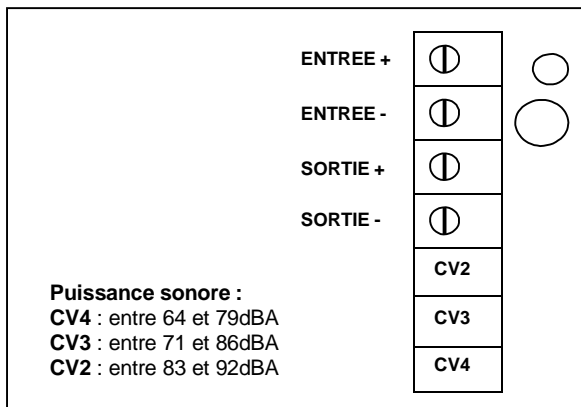 ENTREE +
ENTREE -
SORTIE +
SORTIE -
CV2
CV3
CV4
Puissance sonore :
CV4 : entre 64 et 79dBA
CV3 : entre 71 et 86dBA
CV2 : entre 83 et 92dBA